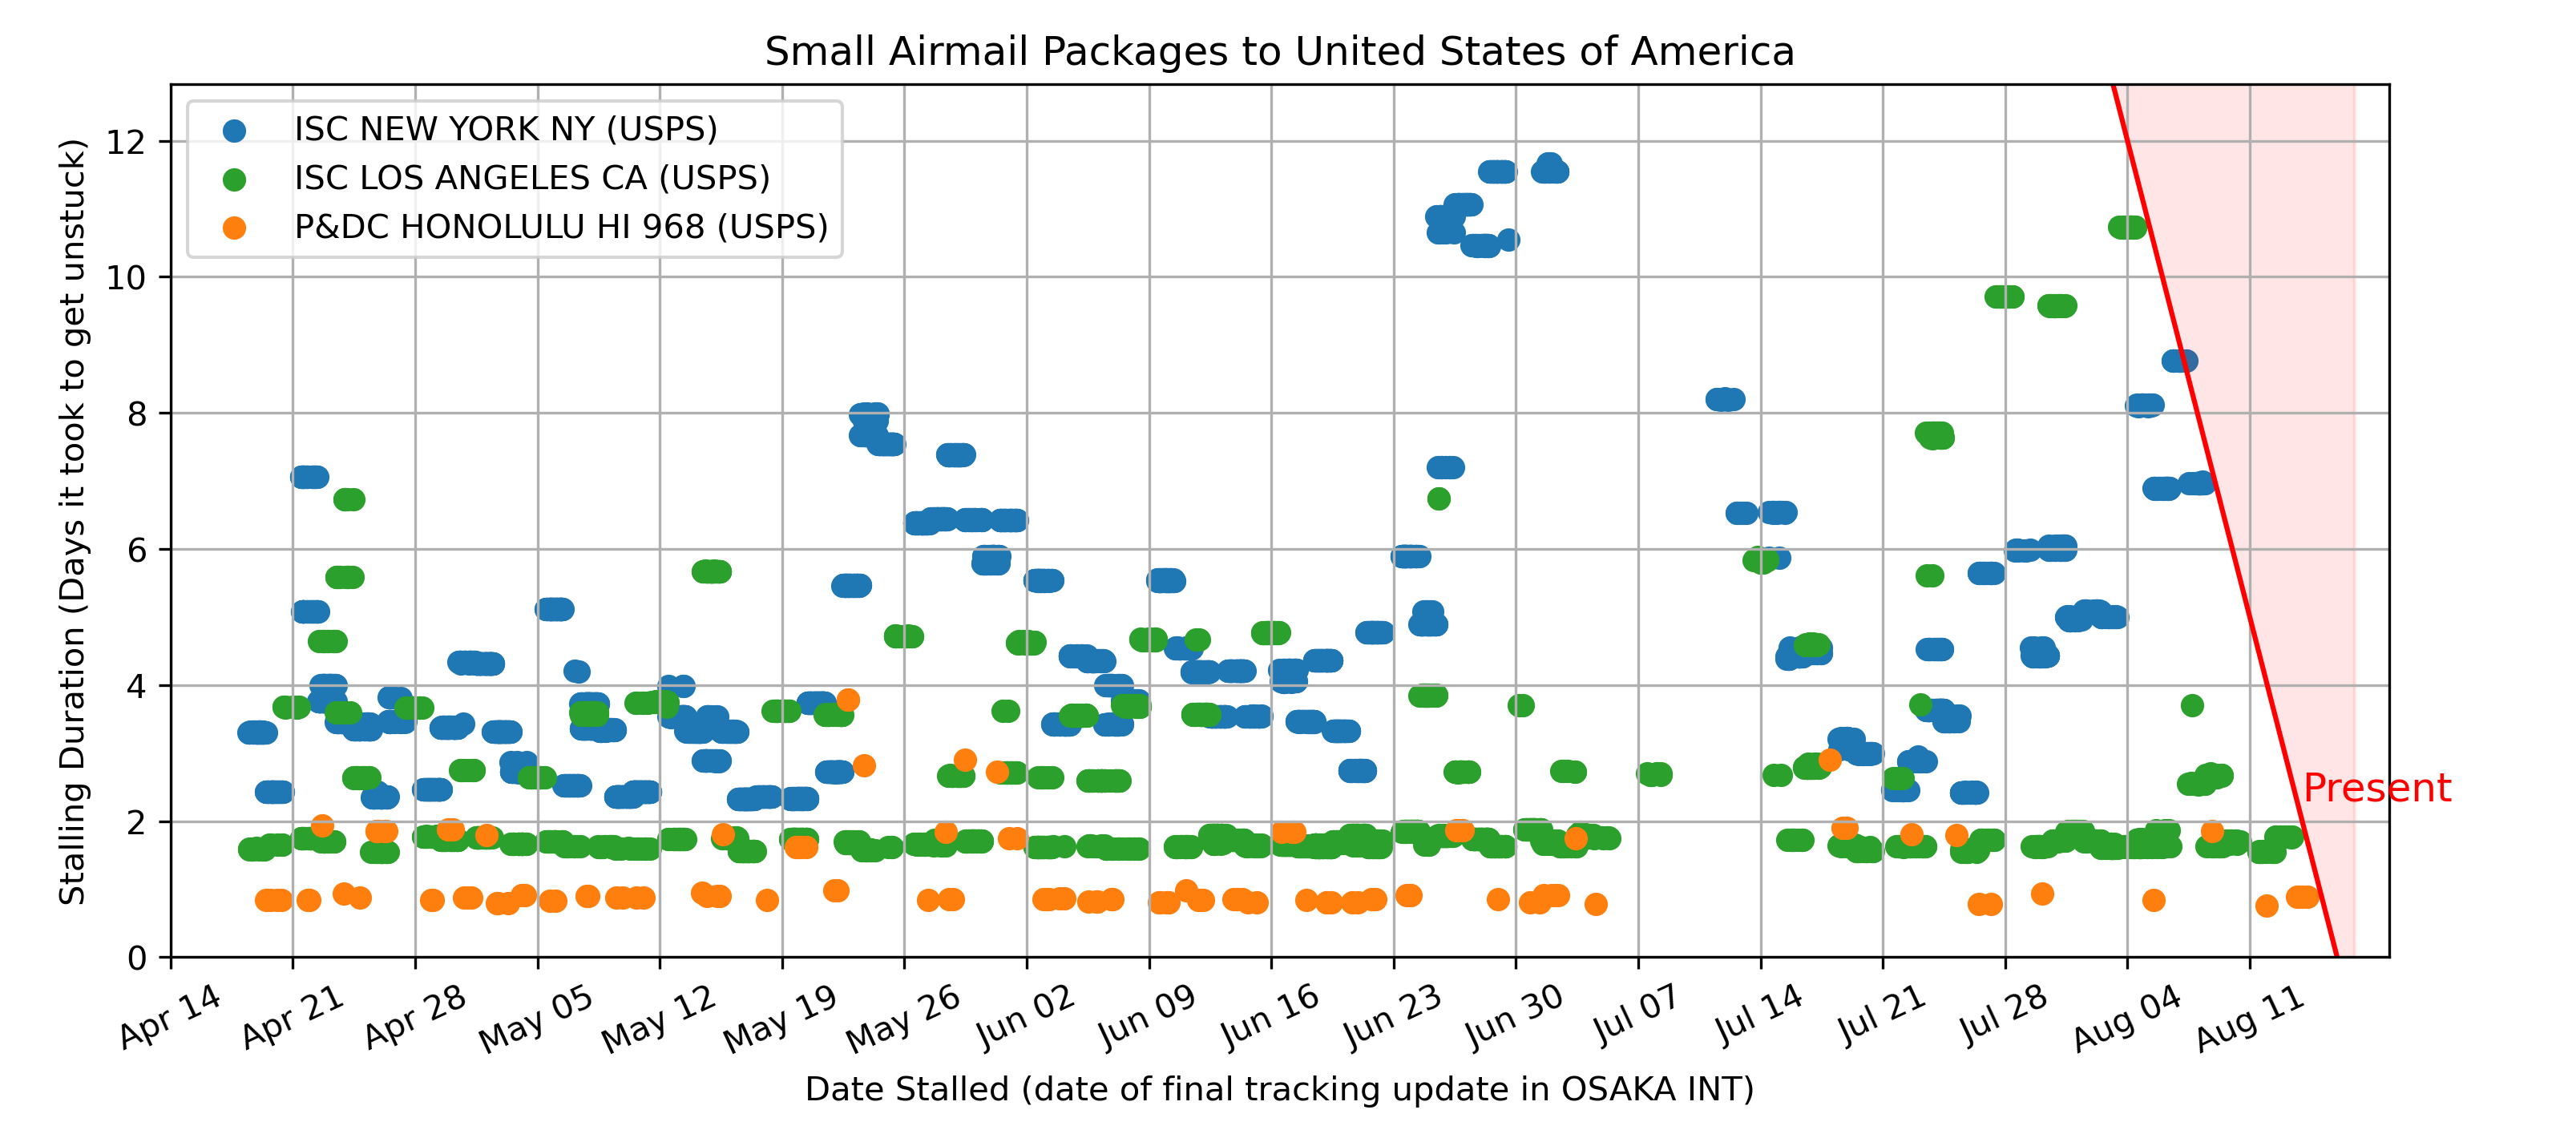 Small Airmail Packages to United States of America
ISC NEW YORK NY (USPS)
ISC LOS ANGELES CA (USPS)
P&DC HONOLULU HI 968 (USPS)
Stalling Duration (Days it took to get unstuck)
12
10
8
6
4
2
0
Present
Apr 14
Apr 21
Apr 28
May 05
May 12
May 19
May 26
Jun 02
Jun 09
Jun 16
Jun 23
Jun 30
Jul 07
Jul 14
Jul 21
Jul 28
Aug 04
Aug 11
Date Stalled (date of final tracking update in OSAKA INT)